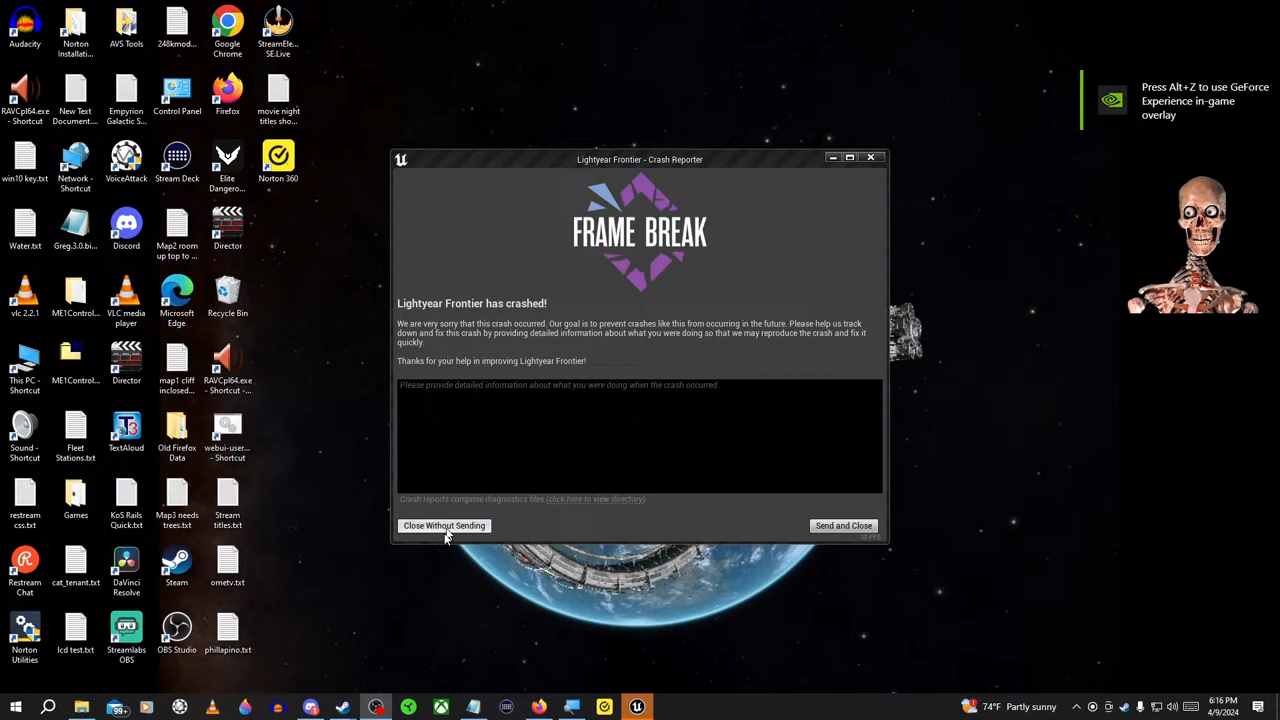 Audacity
Norton Installati...
AVS Tools
248kmod...
Google Chrome
StreamEle... SE.Live
RAVCpl64.exe - Shortcut
New Text Document....
Empyrion Galactic S...
Control Panel
Firefox
movie night titles sho...
win10 key.txt
Network - Shortcut
VoiceAttack
Stream Deck
Elite Dangero...
Norton 360
Water.txt
Greg.3.0.bi...
Discord
Map2 room up top to ...
Director
vlc 2.2.1
ME1Control...
VLC media player
Microsoft Edge
Recycle Bin
This PC - Shortcut
ME1Control...
Director
map1 cliff inclosed...
RAVCpl64.exe - Shortcut -...
Sound - Shortcut
Fleet Stations.txt
TextAloud
Old Firefox Data
webui-user... - Shortcut
restream css.txt
Games
KoS Rails Quick.txt
Map3 needs trees.txt
Stream titles.txt
Restream Chat
cat_tenant.txt
DaVinci Resolve
Steam
ometv.txt
Norton Utilities
lcd test.txt
Streamlabs OBS
OBS Studio
phillapino.txt
Press Alt+Z to use GeForce
Experience in-game
overlay
Lightyear Frontier - Crash Reporter
FRAME BREAK
Lightyear Frontier has crashed!
We are very sorry that this crash occurred. Our goal is to prevent crashes like this from occurring in the future. Please help us track
down and fix this crash by providing detailed information about what you were doing so that we may reproduce the crash and fix it
quickly.
Thanks for your help in improving Lightyear Frontier!
Please provide detailed information about what you were doing when the crash occurred.
Crash reports comprise diagnostics files (click here to view directory).
Close Without Sending
Send and Close
30 FPS
99+
74°F Partly sunny
6:16 PM
4/9/2024